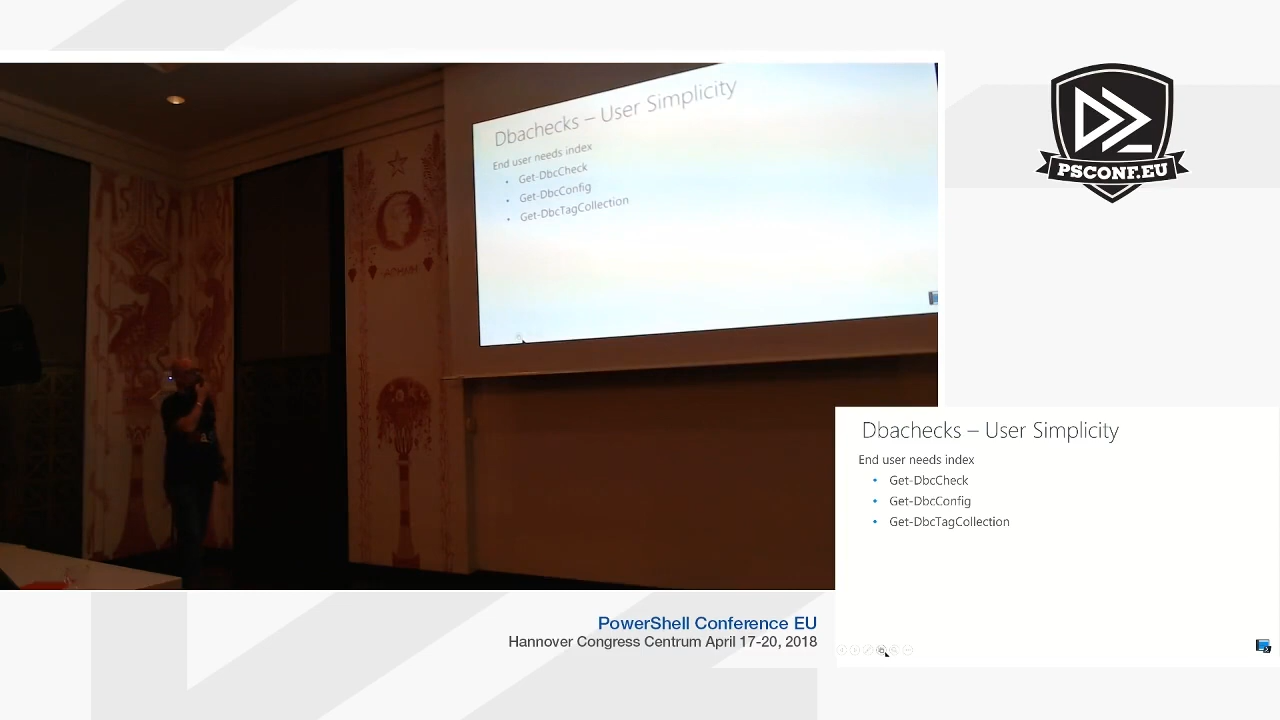 Dbachecks – User Simplicity
End user needs index
• Get-DbcCheck
• Get-DbcConfig
• Get-DbcTagCollection
PSCONF.EU
Dbachecks – User Simplicity
End user needs index
• Get-DbcCheck
• Get-DbcConfig
• Get-DbcTagCollection
PowerShell Conference EU
Hannover Congress Centrum April 17-20, 2018